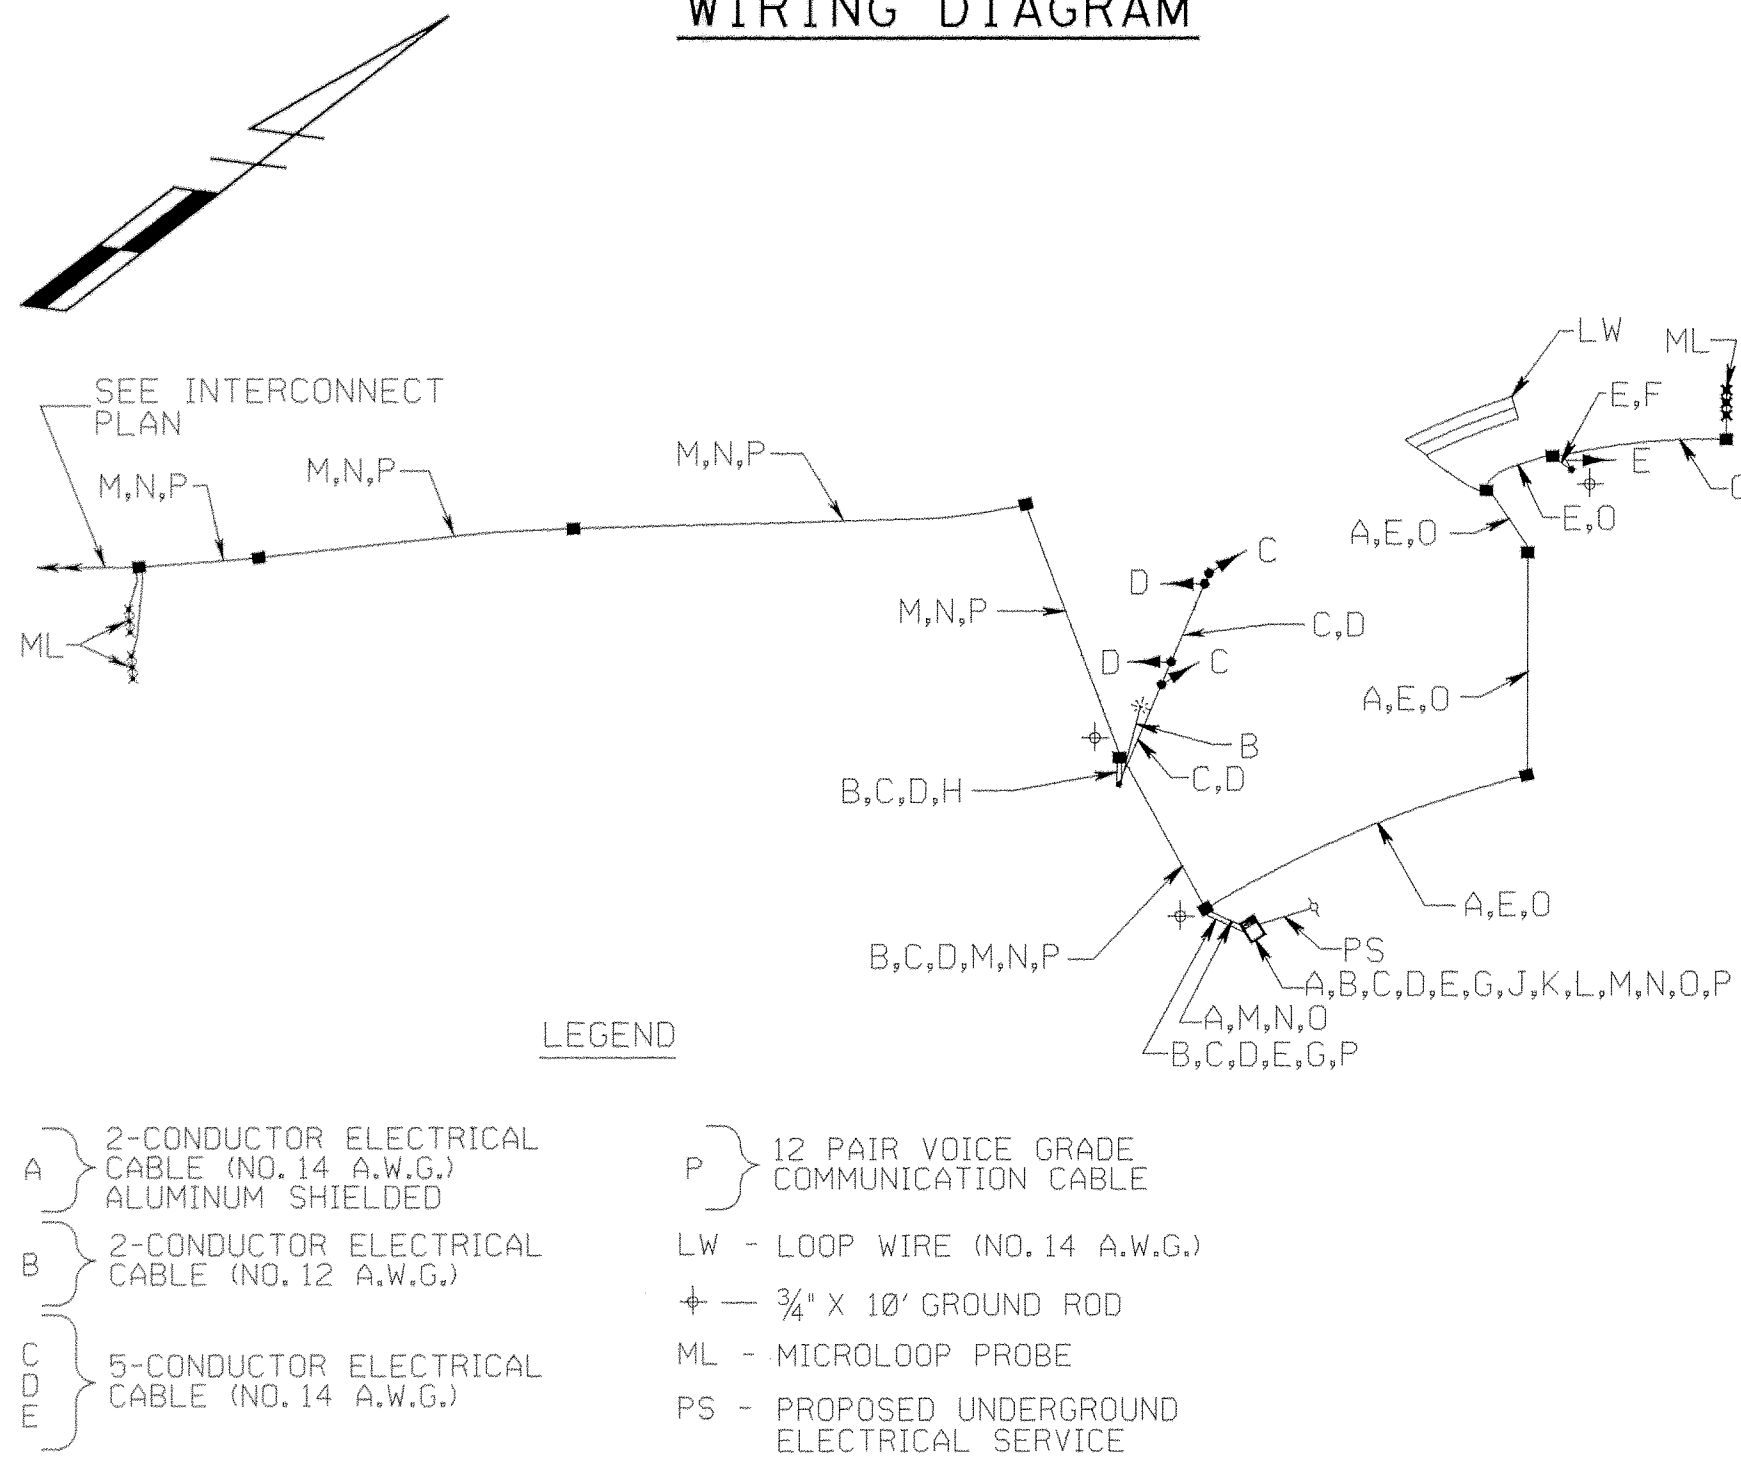 WIRING DIAGRAM
LW
ML
SEE INTERCONNECT
PLAN
E,F
M,N,P
M,N,P
M,N,P
E
E,O
A,E,O
C
D
M,N,P
C,D
ML
D
C
A,E,O
B
C,D
B,C,D,H
A,E,O
B,C,D,M,N,P
PS
A,B,C,D,E,G,J,K,L,M,N,O,P
A,M,N,O
B,C,D,E,G,P
LEGEND
A
2-CONDUCTOR ELECTRICAL
CABLE (NO.14 A.W.G.)
ALUMINUM SHIELDED
B
2-CONDUCTOR ELECTRICAL
CABLE (NO.12 A.W.G.)
C
D
E
5-CONDUCTOR ELECTRICAL
CABLE (NO.14 A.W.G.)
P
12 PAIR VOICE GRADE
COMMUNICATION CABLE
LW - LOOP WIRE (NO.14 A.W.G.)
— 3/4" X 10' GROUND ROD
ML - MICROLOOP PROBE
PS - PROPOSED UNDERGROUND
ELECTRICAL SERVICE